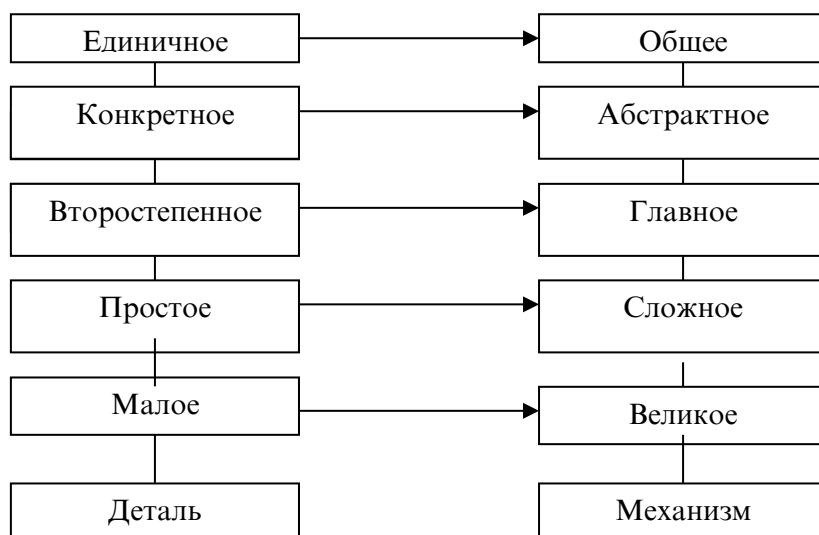 Единичное
Общее
Конкретное
Абстрактное
Второстепенное
Главное
Простое
Сложное
Малое
Великое
Деталь
Механизм